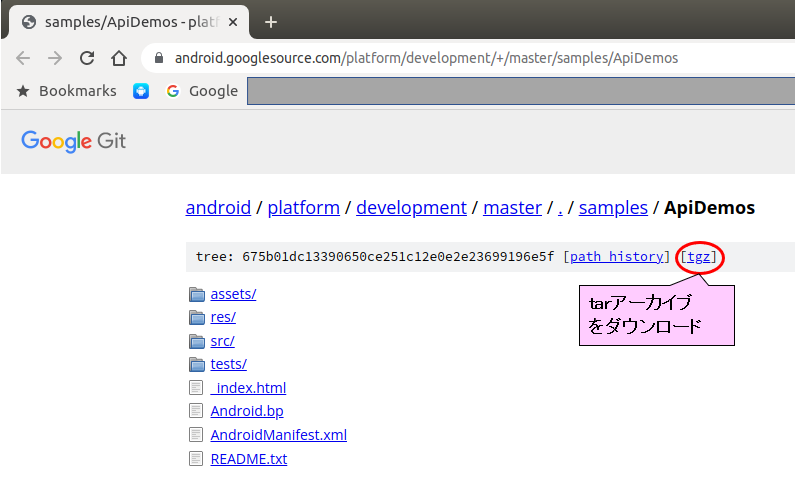 samples/ApiDemos - platf
android.googlesource.com/platform/development/+/master/samples/ApiDemos
Bookmarks Google
Google Git
android / platform / development / master / . / samples / ApiDemos
tree: 675b01dc13390650ce251c12e0e2e23699196e5f [path history] [tgz]
tarアーカイブ
をダウンロード
assets/
res/
src/
tests/
_index.html
Android.bp
AndroidManifest.xml
README.txt